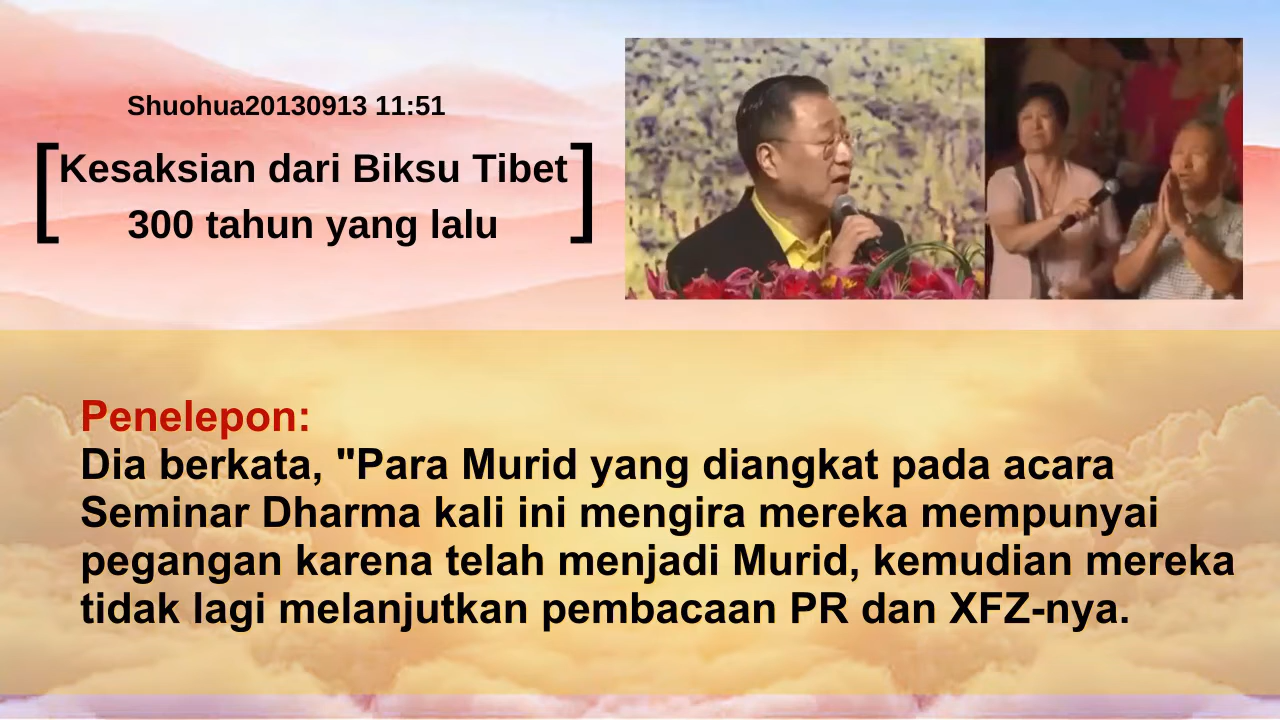 Shuohua20130913 11:51
[Kesaksian dari Biksu Tibet
300 tahun yang lalu]
Penelepon:
Dia berkata, "Para Murid yang diangkat pada acara
Seminar Dharma kali ini mengira mereka mempunyai
pegangan karena telah menjadi Murid, kemudian mereka
tidak lagi melanjutkan pembacaan PR dan XFZ-nya.